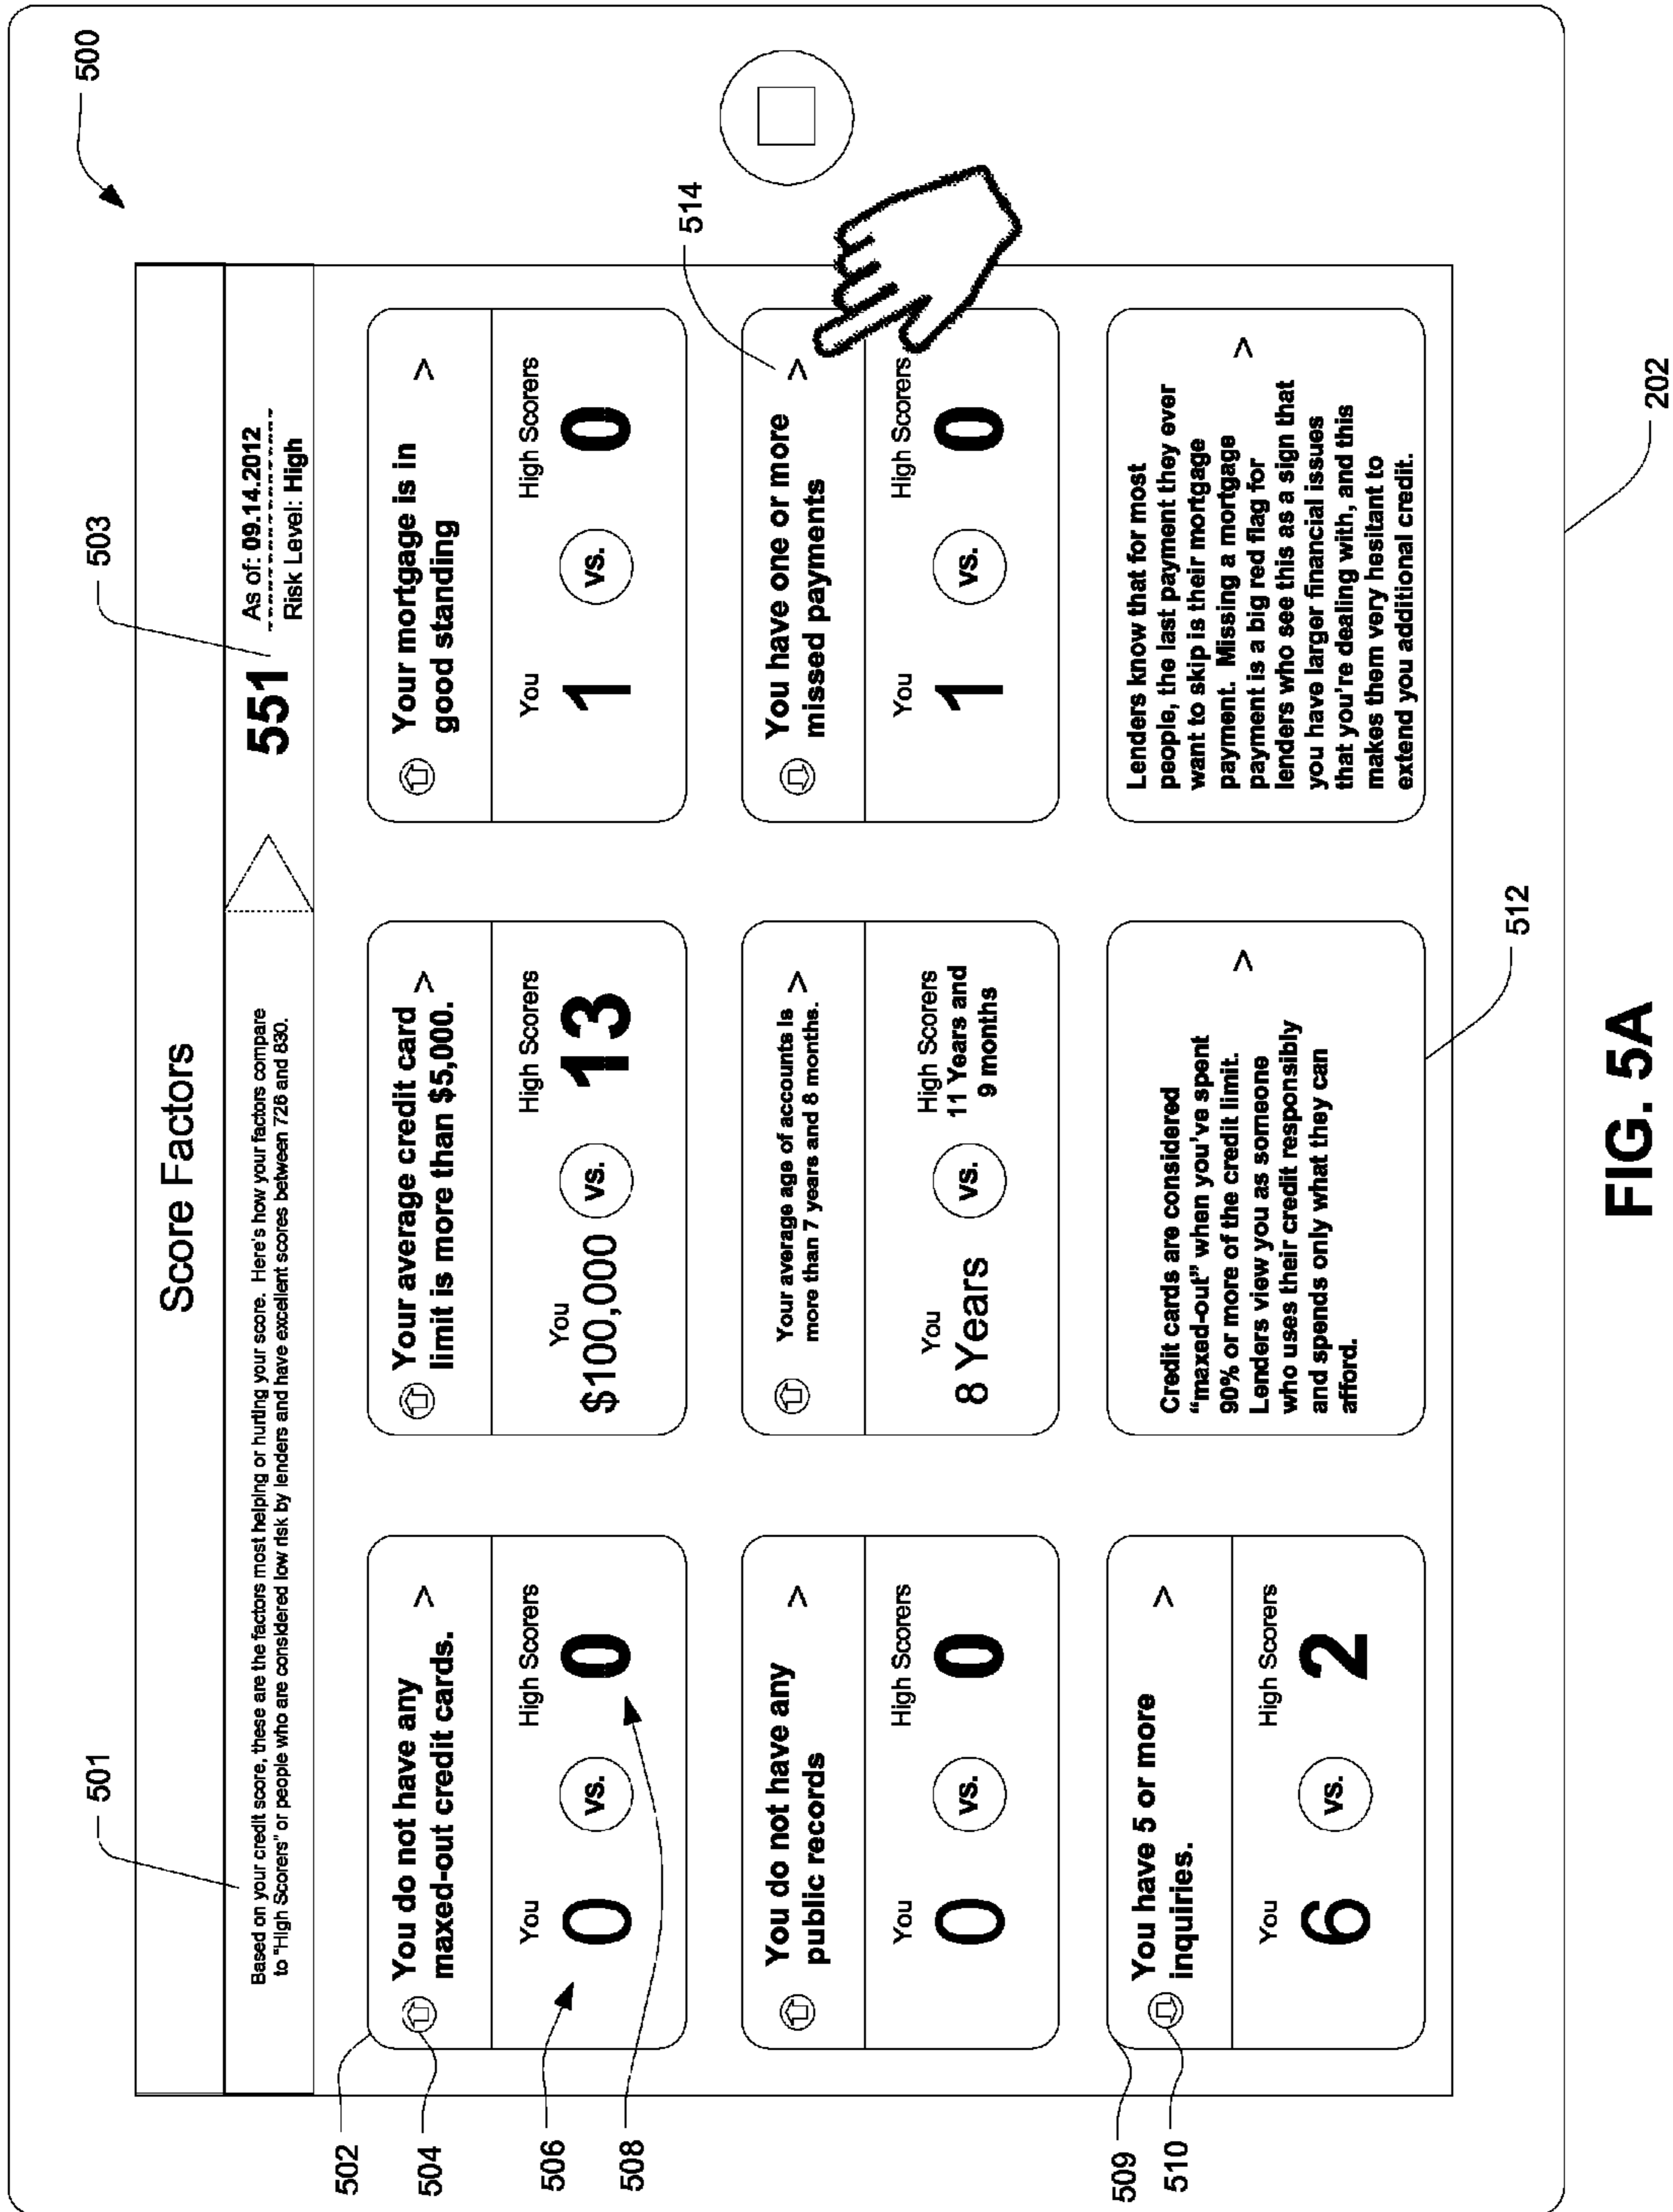 500
501
503
Score Factors
Based on your credit score, these are the factors most helping or hurting your score. Here's how your factors compare
to "High Scorers" or people who are considered low risk by lenders and have excellent scores between 726 and 830.
551
As of: 09.14.2012
Risk Level: High
502
504
506
508
You do not have any
maxed-out credit cards.
>
You
High Scorers
0
vs.
0
Your average credit card
limit is more than $5,000.
>
You
High Scorers
$100,000
vs.
13
Your mortgage is in
good standing
>
You
High Scorers
1
vs.
0
You do not have any
public records
>
You
High Scorers
0
vs.
0
Your average age of accounts is
more than 7 years and 8 months.
>
You
High Scorers
8 Years
vs.
11 Years and
9 months
514
You have one or more
missed payments
>
You
High Scorers
1
vs.
0
509
510
You have 5 or more
inquiries.
>
You
High Scorers
6
vs.
2
Credit cards are considered
"maxed-out" when you've spent
90% or more of the credit limit.
Lenders view you as someone
who uses their credit responsibly
and spends only what they can
afford.
>
Lenders know that for most
people, the last payment they ever
want to skip is their mortgage
payment. Missing a mortgage
payment is a big red flag for
lenders who see this as a sign that
you have larger financial issues
that you're dealing with, and this
makes them very hesitant to
extend you additional credit.
>
512
202
FIG. 5A